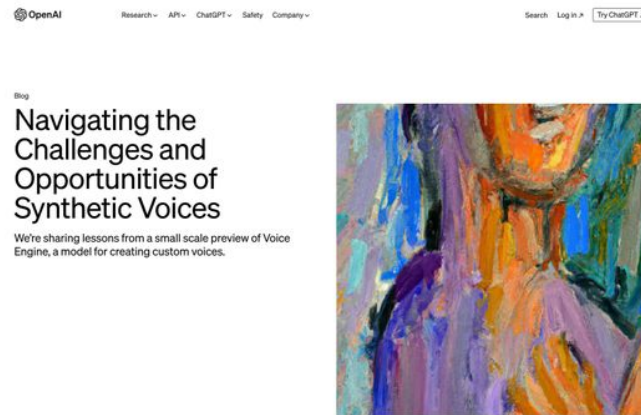 OpenAI Research API ChatGPT Safety Company Search Log in ↗ Try ChatGPT
Blog
Navigating the
Challenges and
Opportunities of
Synthetic Voices
We're sharing lessons from a small scale preview of Voice
Engine, a model for creating custom voices.